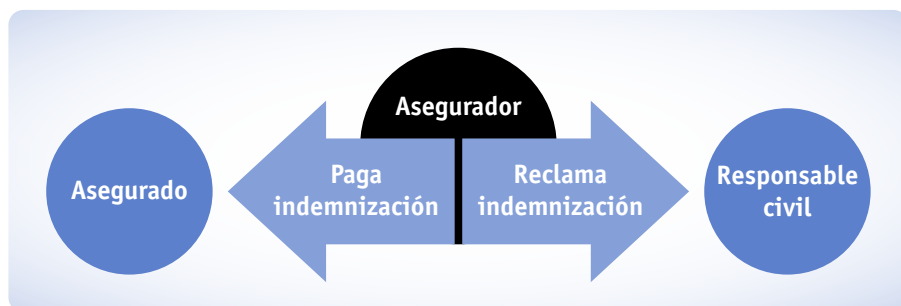 Asegurador
Asegurado
Paga
indemnización
Reclama
indemnización
Responsable
civil